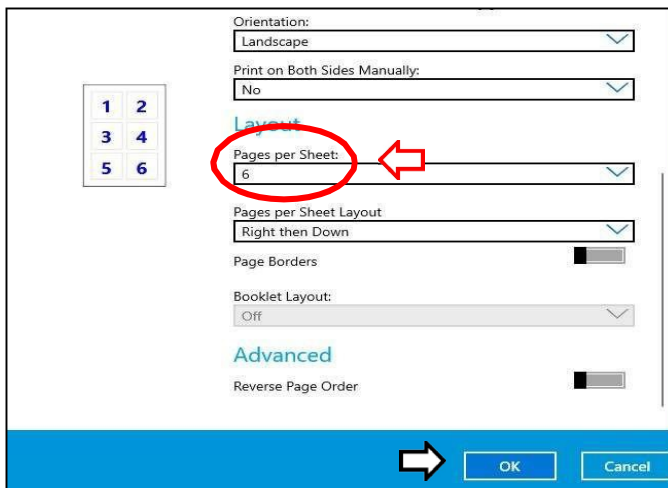 Orientation:
Landscape
Print on Both Sides Manually:
No
1 2
3 4
5 6
Layout
Pages per Sheet:
6
Pages per Sheet Layout
Right then Down
Page Borders
Booklet Layout:
Off
Advanced
Reverse Page Order
OK Cancel